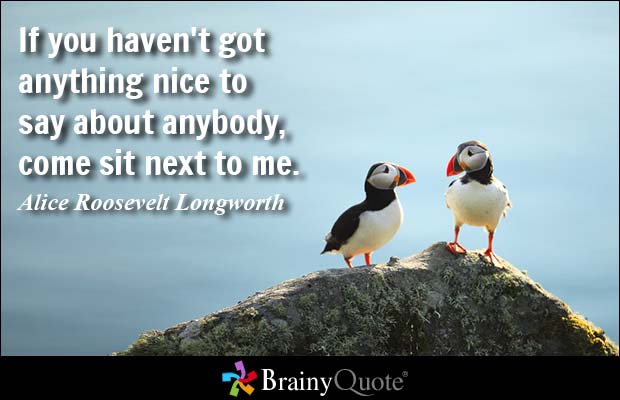 If you haven't got
anything nice to
say about anybody,
come sit next to me.
Alice Roosevelt Longworth
BrainyQuote®